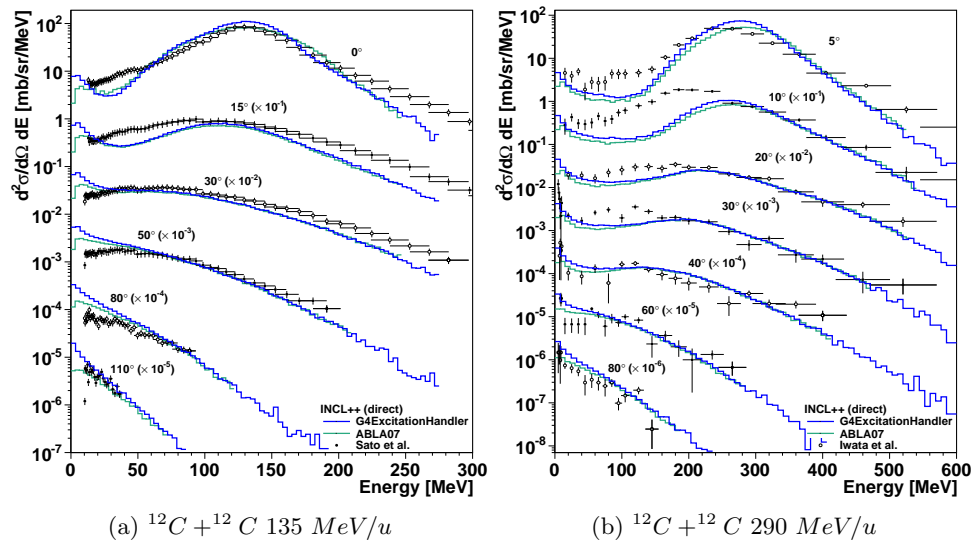 d²σ/dΩ dE [mb/sr/MeV]
10²
10
1
10⁻¹
10⁻²
10⁻³
10⁻⁴
10⁻⁵
10⁻⁶
10⁻⁷
0°
15° (× 10⁻¹)
30° (× 10⁻²)
50° (× 10⁻³)
80° (× 10⁻⁴)
110° (× 10⁻⁵)
INCL++ (direct)
G4ExcitationHandler
ABLA07
Sato et al.
0 50 100 150 200 250 300
Energy [MeV]
(a) ¹²C +¹² C 135 MeV/u
d²σ/dΩ dE [mb/sr/MeV]
10²
10
1
10⁻¹
10⁻²
10⁻³
10⁻⁴
10⁻⁵
10⁻⁶
10⁻⁷
10⁻⁸
5°
10° (× 10⁻¹)
20° (× 10⁻²)
30° (× 10⁻³)
40° (× 10⁻⁴)
60° (× 10⁻⁵)
80° (× 10⁻⁶)
INCL++ (direct)
G4ExcitationHandler
ABLA07
Iwata et al.
0 100 200 300 400 500 600
Energy [MeV]
(b) ¹²C +¹² C 290 MeV/u